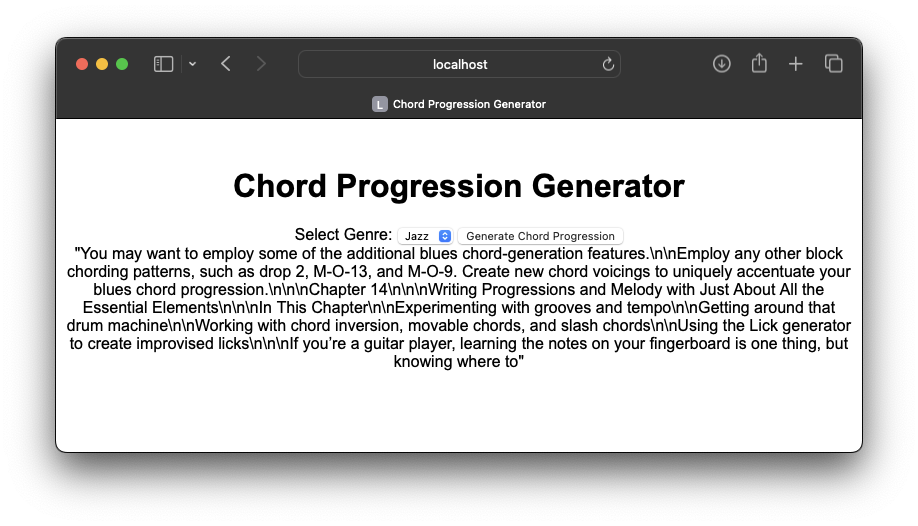 localhost
L Chord Progression Generator
Chord Progression Generator
Select Genre: Jazz Generate Chord Progression
"You may want to employ some of the additional blues chord-generation features.\n\nEmploy any other block
chording patterns, such as drop 2, M-O-13, and M-O-9. Create new chord voicings to uniquely accentuate your
blues chord progression.\n\n\nChapter 14\n\n\nWriting Progressions and Melody with Just About All the
Essential Elements\n\n\nIn This Chapter\n\nExperimenting with grooves and tempo\n\nGetting around that
drum machine\n\nWorking with chord inversion, movable chords, and slash chords\n\nUsing the Lick generator
to create improvised licks\n\n\nIf you’re a guitar player, learning the notes on your fingerboard is one thing, but
knowing where to"